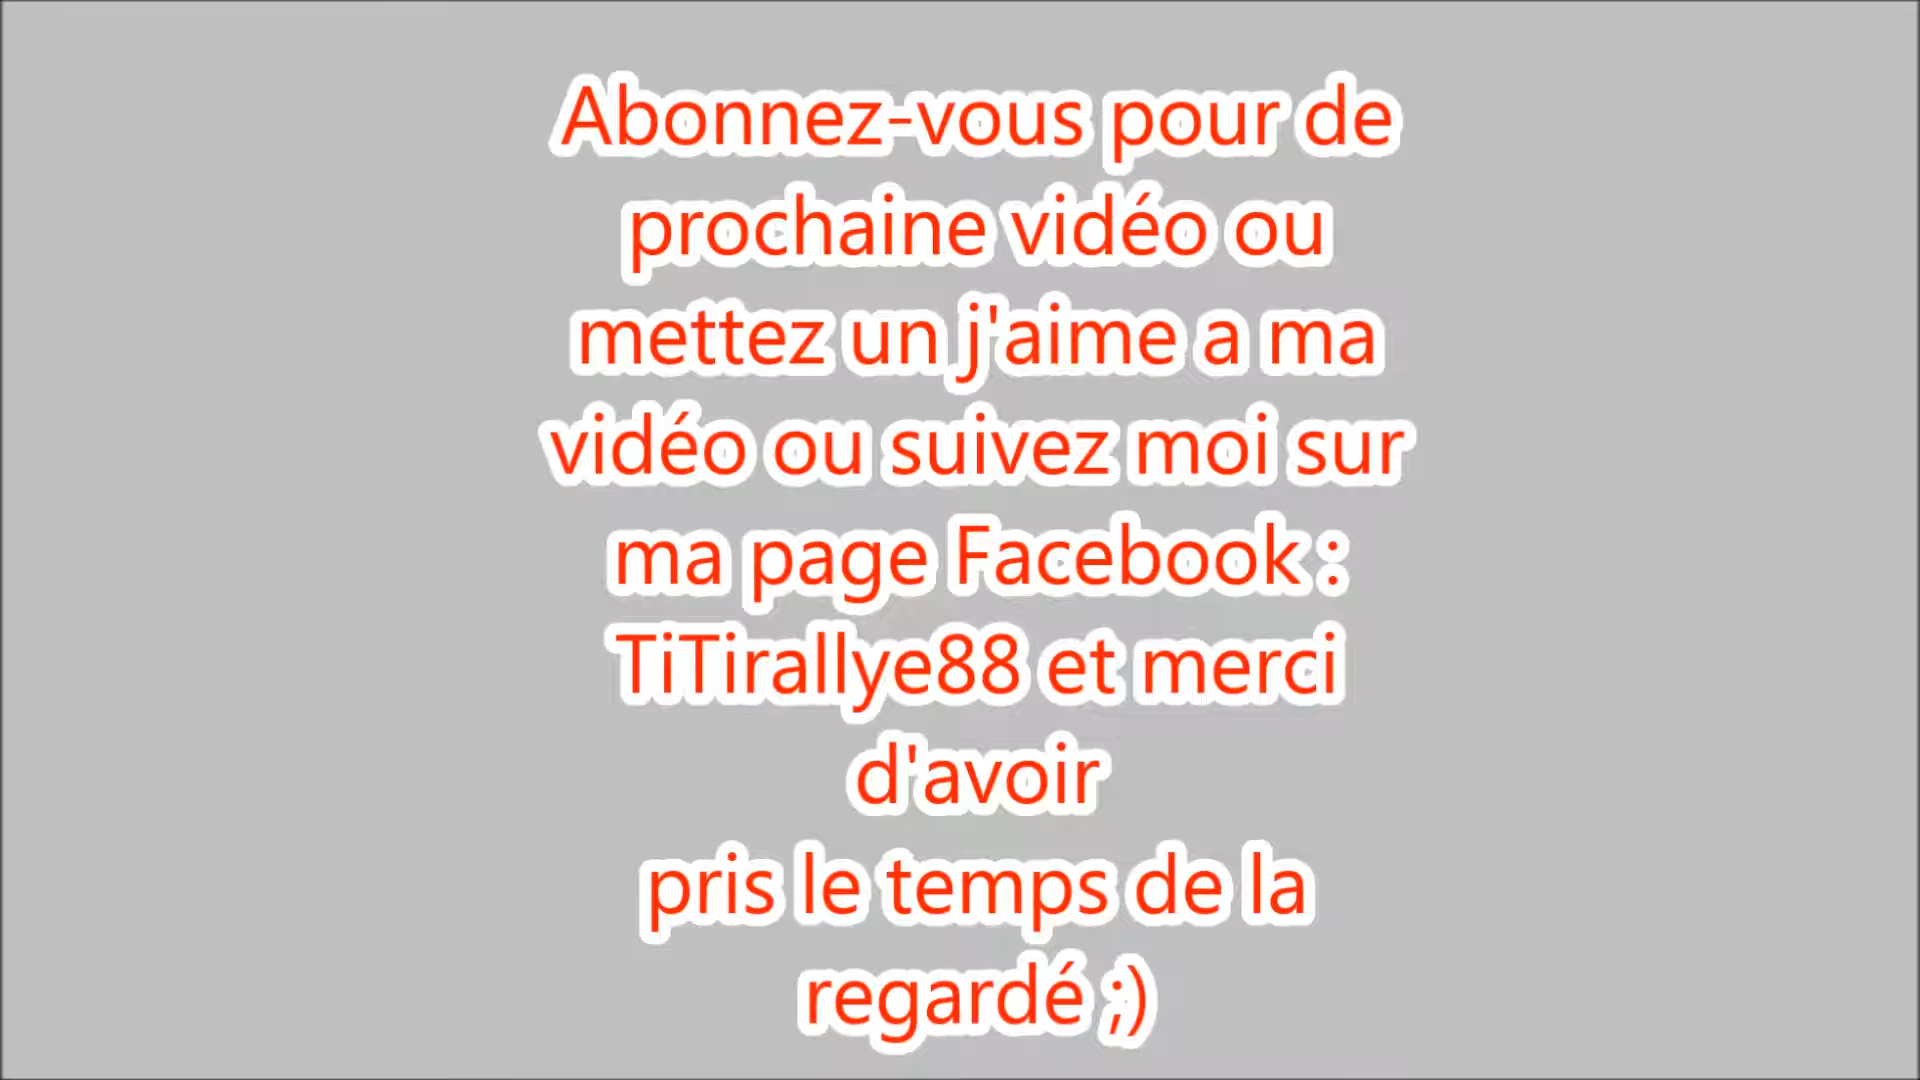 Abonnez-vous pour de
prochaine vidéo ou
mettez un j'aime a ma
vidéo ou suivez moi sur
ma page Facebook :
TiTirallye88 et merci
d'avoir
pris le temps de la
regardé ;)